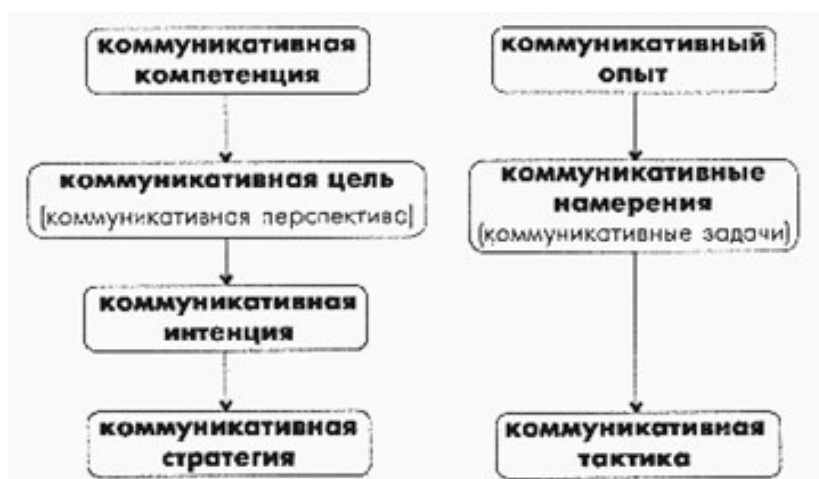 коммуникативная
компетенция
коммуникативная цель
(коммуникативная перспектива)
коммуникативная
интенция
коммуникативная
стратегия
коммуникативный
опыт
коммуникативные
намерения
(коммуникативные задачи)
коммуникативная
тактика